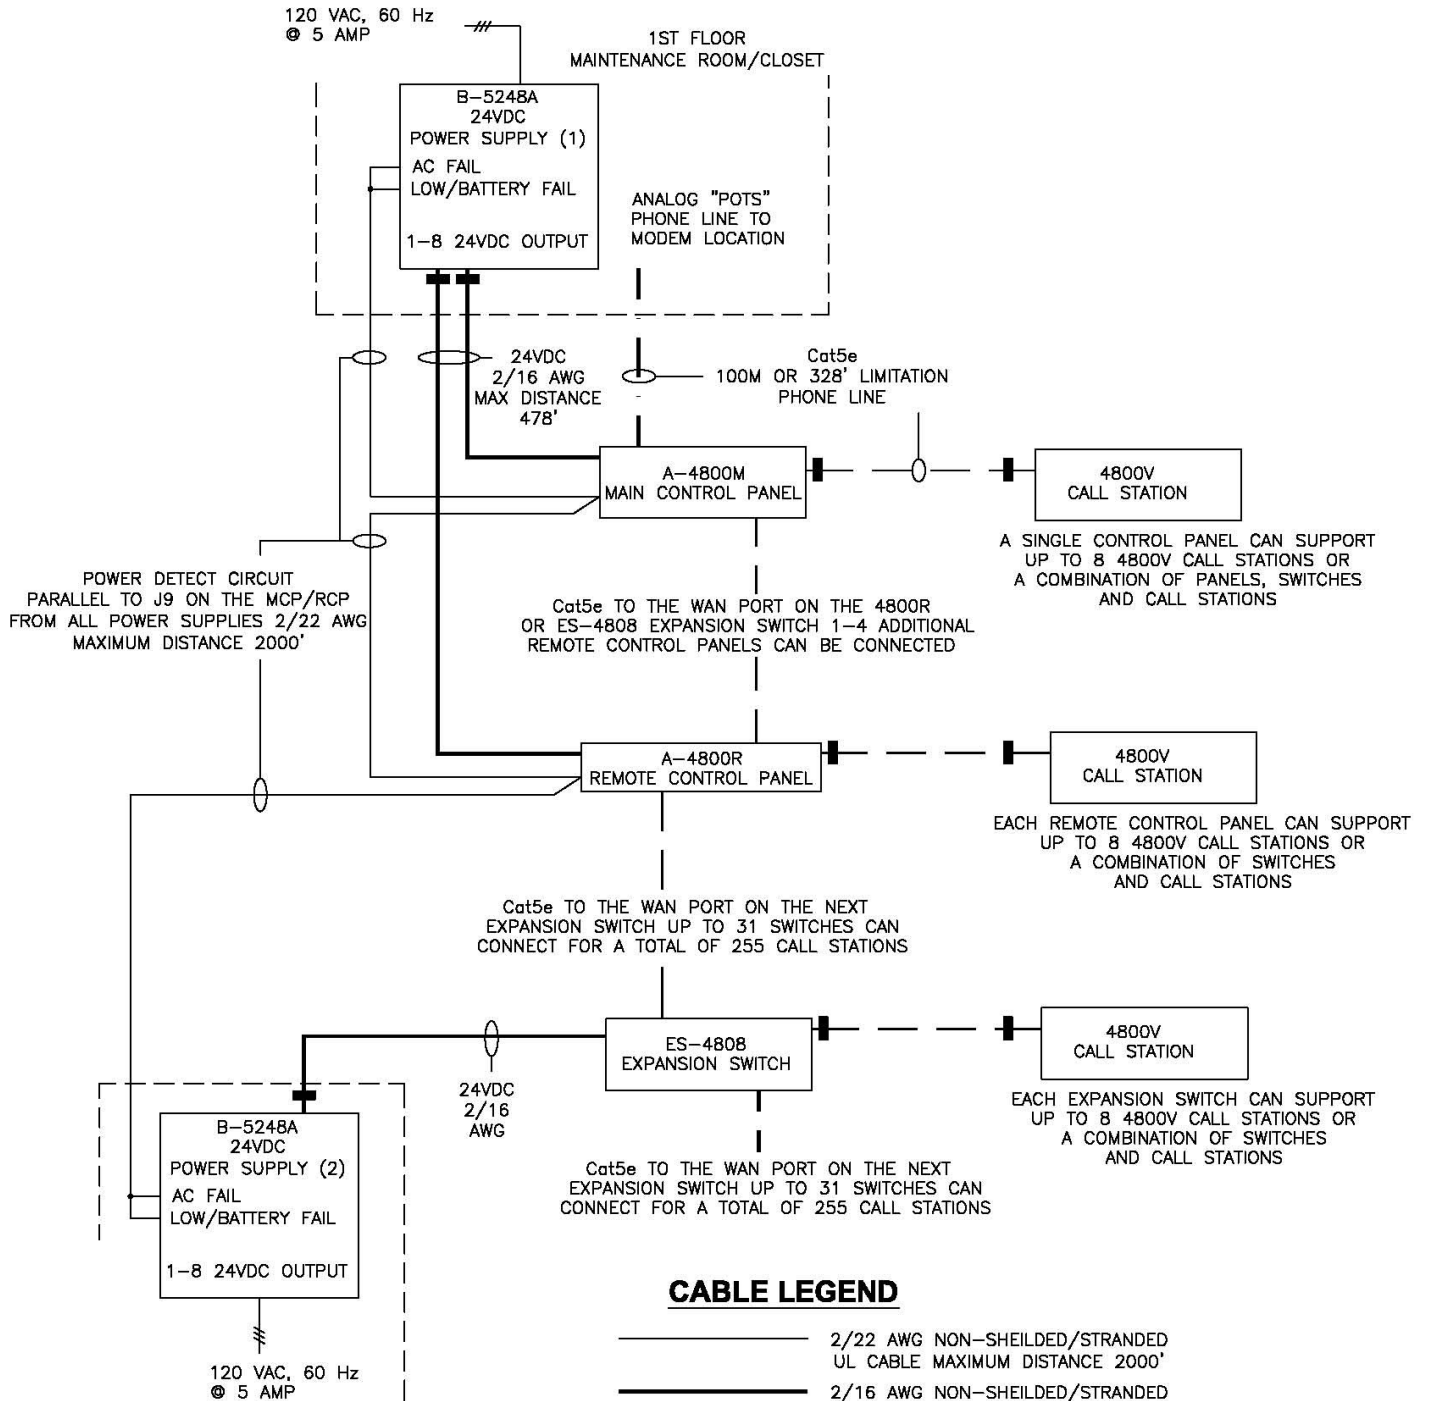 120 VAC, 60 Hz
@ 5 AMP
1ST FLOOR
MAINTENANCE ROOM/CLOSET
B-5248A
24VDC
POWER SUPPLY (1)
AC FAIL
LOW/BATTERY FAIL
1-8 24VDC OUTPUT
ANALOG "POTS"
PHONE LINE TO
MODEM LOCATION
24VDC
2/16 AWG
MAX DISTANCE
478'
Cat5e
100M OR 328' LIMITATION
PHONE LINE
A-4800M
MAIN CONTROL PANEL
4800V
CALL STATION
A SINGLE CONTROL PANEL CAN SUPPORT
UP TO 8 4800V CALL STATIONS OR
A COMBINATION OF PANELS, SWITCHES
AND CALL STATIONS
POWER DETECT CIRCUIT
PARALLEL TO J9 ON THE MCP/RCP
FROM ALL POWER SUPPLIES 2/22 AWG
MAXIMUM DISTANCE 2000'
Cat5e TO THE WAN PORT ON THE 4800R
OR ES-4808 EXPANSION SWITCH 1-4 ADDITIONAL
REMOTE CONTROL PANELS CAN BE CONNECTED
A-4800R
REMOTE CONTROL PANEL
4800V
CALL STATION
EACH REMOTE CONTROL PANEL CAN SUPPORT
UP TO 8 4800V CALL STATIONS OR
A COMBINATION OF SWITCHES
AND CALL STATIONS
Cat5e TO THE WAN PORT ON THE NEXT
EXPANSION SWITCH UP TO 31 SWITCHES CAN
CONNECT FOR A TOTAL OF 255 CALL STATIONS
ES-4808
EXPANSION SWITCH
4800V
CALL STATION
EACH EXPANSION SWITCH CAN SUPPORT
UP TO 8 4800V CALL STATIONS OR
A COMBINATION OF SWITCHES
AND CALL STATIONS
24VDC
2/16
AWG
B-5248A
24VDC
POWER SUPPLY (2)
AC FAIL
LOW/BATTERY FAIL
1-8 24VDC OUTPUT
Cat5e TO THE WAN PORT ON THE NEXT
EXPANSION SWITCH UP TO 31 SWITCHES CAN
CONNECT FOR A TOTAL OF 255 CALL STATIONS
120 VAC, 60 Hz
@ 5 AMP
CABLE LEGEND
2/22 AWG NON-SHEILDED/STRANDED
UL CABLE MAXIMUM DISTANCE 2000'
2/16 AWG NON-SHEILDED/STRANDED